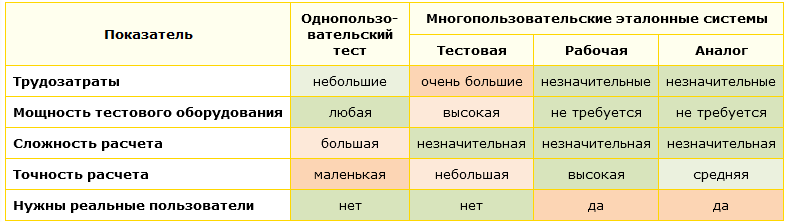 Показатель
Однопользо-
вательский
тест
Многопользовательские эталонные системы
Тестовая Рабочая Аналог
Трудозатраты небольшие очень большие незначительные незначительные
Мощность тестового оборудования любая высокая не требуется не требуется
Сложность расчета большая незначительная незначительная незначительная
Точность расчета маленькая небольшая высокая средняя
Нужны реальные пользователи нет нет да да